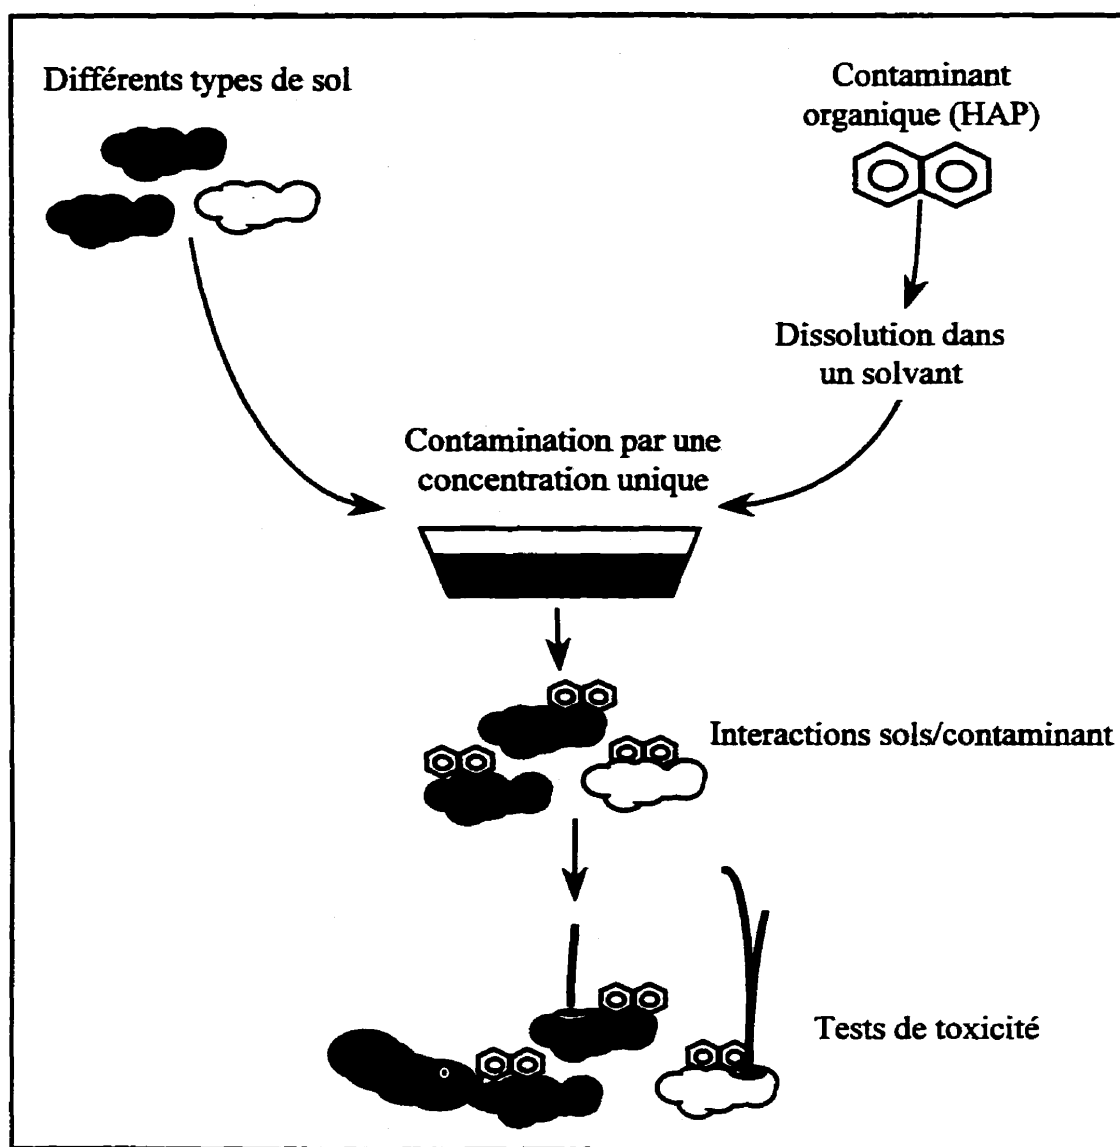 Différents types de sol
Contaminant
organique (HAP)
Dissolution dans
un solvant
Contamination par une
concentration unique
Interactions sols/contaminant
Tests de toxicité